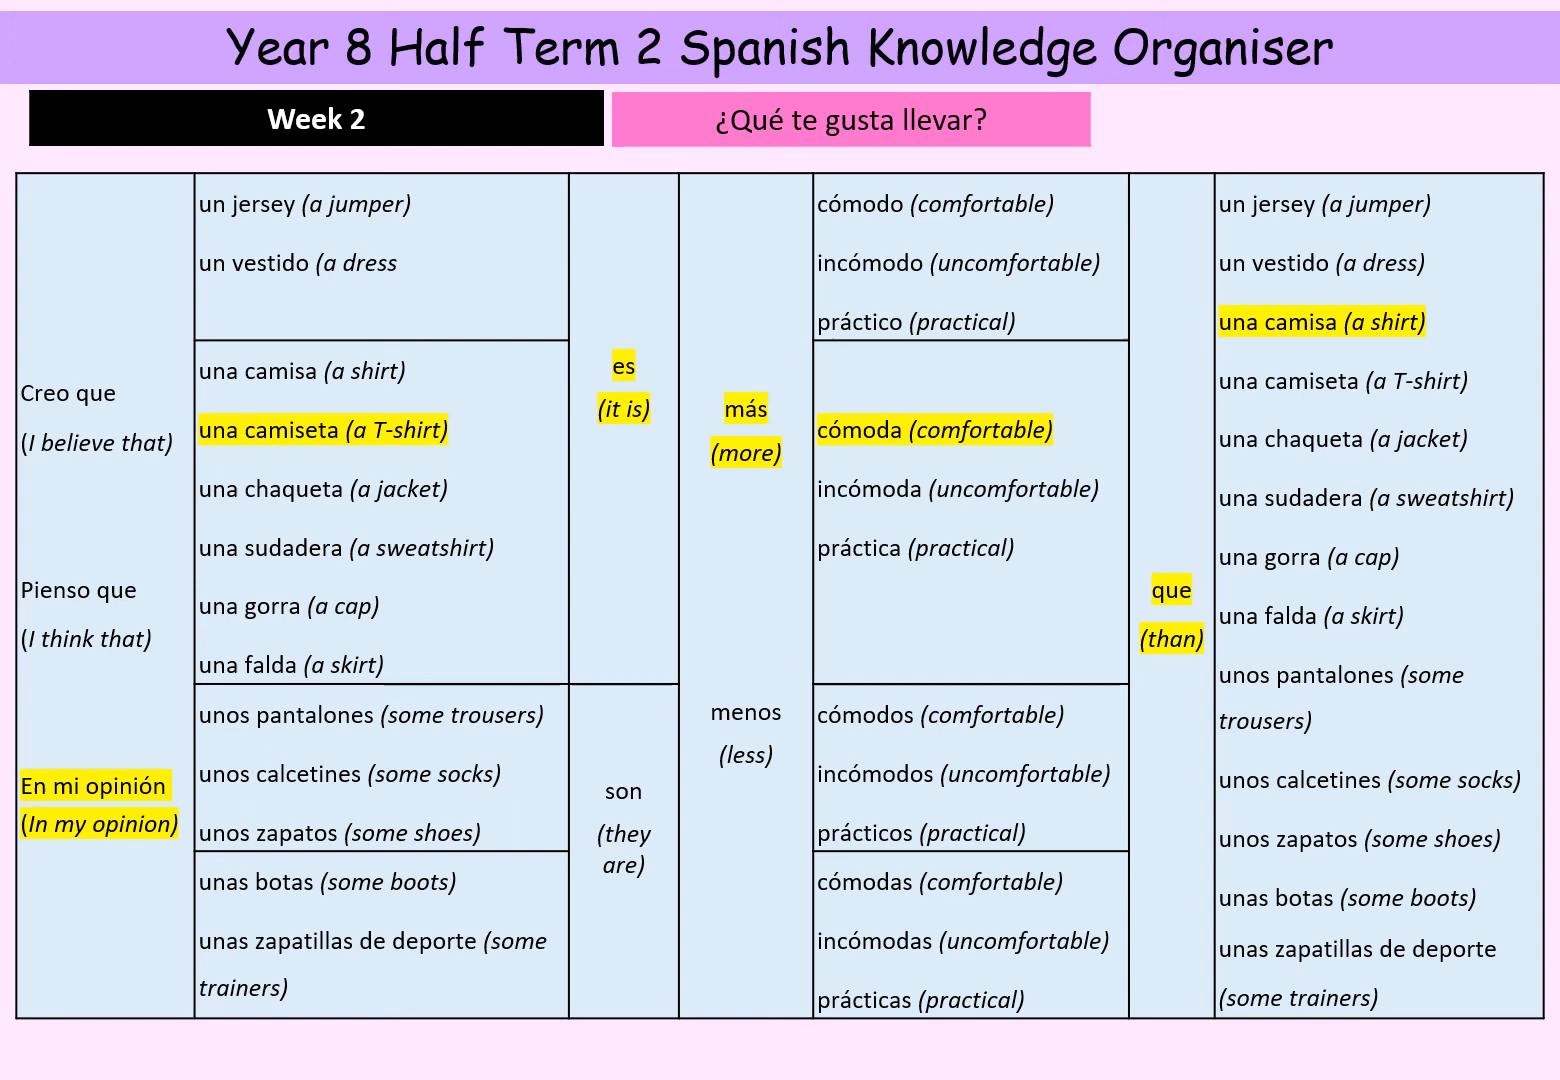 Year 8 Half Term 2 Spanish Knowledge Organiser
Week 2
¿Qué te gusta llevar?
Creo que
(I believe that)
Pienso que
(I think that)
En mi opinión
(In my opinion)
un jersey (a jumper)
un vestido (a dress
una camisa (a shirt)
una camiseta (a T-shirt)
una chaqueta (a jacket)
una sudadera (a sweatshirt)
una gorra (a cap)
una falda (a skirt)
unos pantalones (some trousers)
unos calcetines (some socks)
unos zapatos (some shoes)
unas botas (some boots)
unas zapatillas de deporte (some
trainers)
es
(it is)
son
(they
are)
más
(more)
menos
(less)
cómodo (comfortable)
incómodo (uncomfortable)
práctico (practical)
cómoda (comfortable)
incómoda (uncomfortable)
práctica (practical)
cómodos (comfortable)
incómodos (uncomfortable)
prácticos (practical)
cómodas (comfortable)
incómodas (uncomfortable)
prácticas (practical)
que
(than)
un jersey (a jumper)
un vestido (a dress)
una camisa (a shirt)
una camiseta (a T-shirt)
una chaqueta (a jacket)
una sudadera (a sweatshirt)
una gorra (a cap)
una falda (a skirt)
unos pantalones (some
trousers)
unos calcetines (some socks)
unos zapatos (some shoes)
unas botas (some boots)
unas zapatillas de deporte
(some trainers)